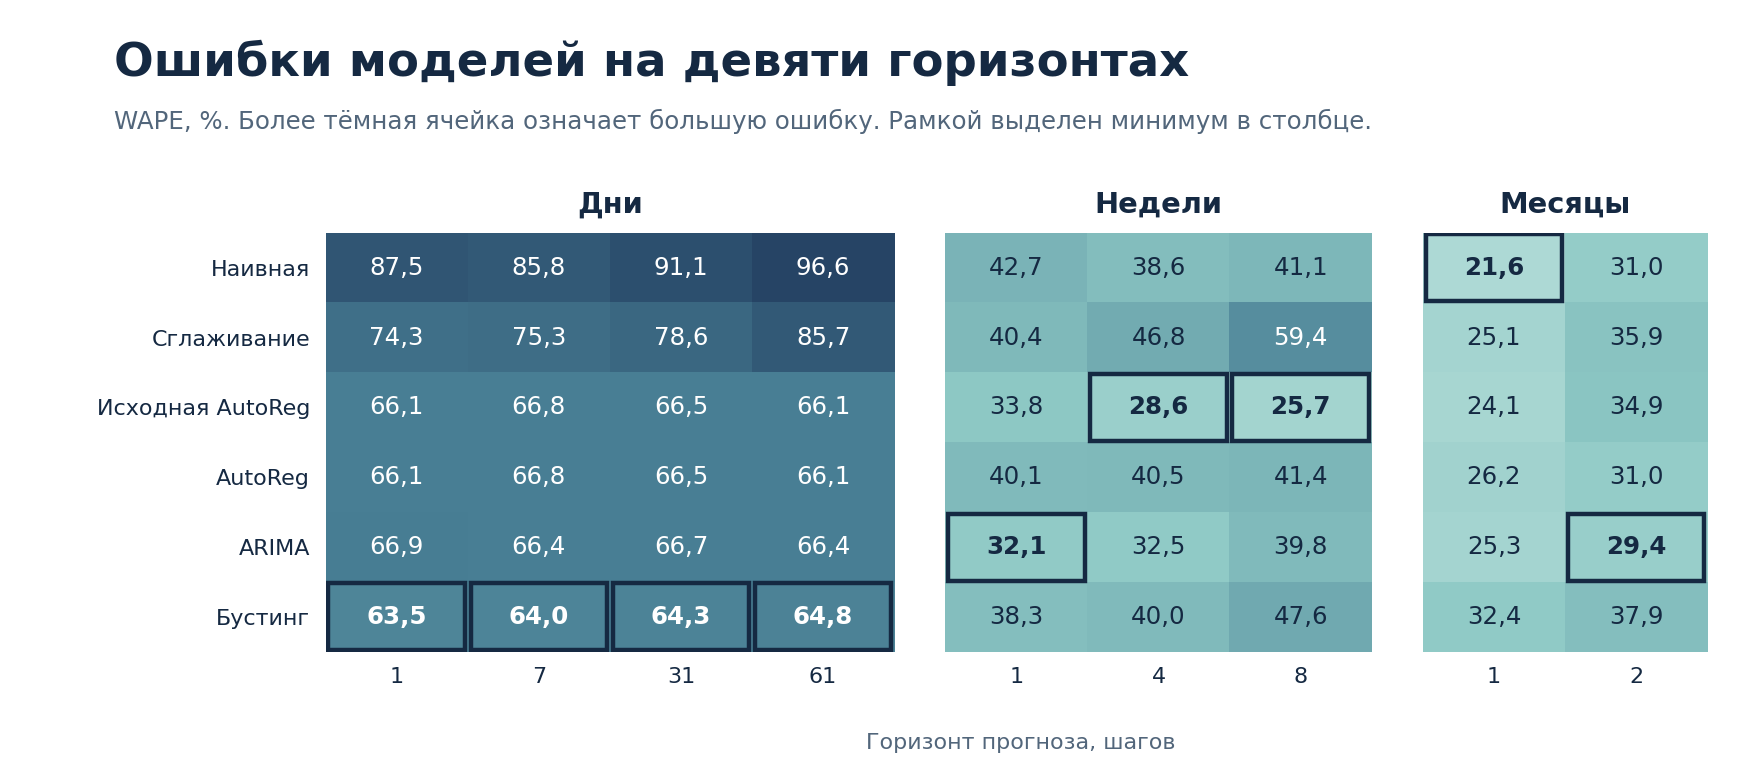 Ошибки моделей на девяти горизонтах
WAPE, %. Более тёмная ячейка означает большую ошибку. Рамкой выделен минимум в столбце.
Дни Недели Месяцы
Наивная 87,5 85,8 91,1 96,6 42,7 38,6 41,1 21,6 31,0
Сглаживание 74,3 75,3 78,6 85,7 40,4 46,8 59,4 25,1 35,9
Исходная AutoReg 66,1 66,8 66,5 66,1 33,8 28,6 25,7 24,1 34,9
AutoReg 66,1 66,8 66,5 66,1 40,1 40,5 41,4 26,2 31,0
ARIMA 66,9 66,4 66,7 66,4 32,1 32,5 39,8 25,3 29,4
Бустинг 63,5 64,0 64,3 64,8 38,3 40,0 47,6 32,4 37,9
1 7 31 61 1 4 8 1 2
Горизонт прогноза, шагов